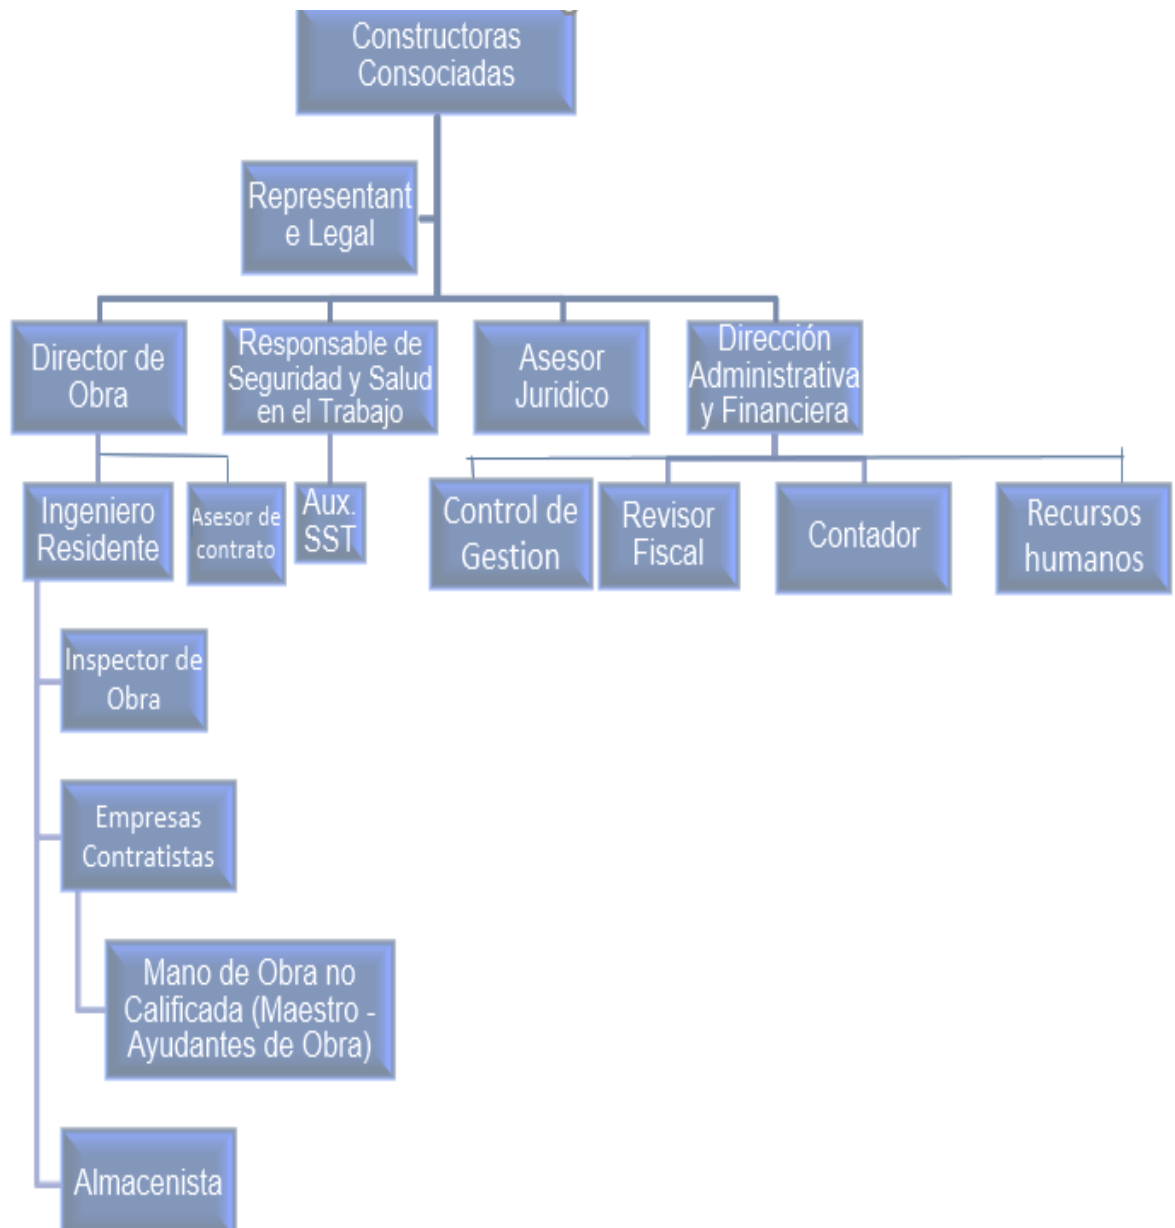 Constructoras
Consociadas
Representant
e Legal
Director de
Obra
Responsable de
Seguridad y Salud
en el Trabajo
Asesor
Juridico
Dirección
Administrativa
y Financiera
Ingeniero
Residente
Asesor de
contrato
Aux.
SST
Control de
Gestion
Revisor
Fiscal
Contador
Recursos
humanos
Inspector de
Obra
Empresas
Contratistas
Mano de Obra no
Calificada (Maestro -
Ayudantes de Obra)
Almacenista